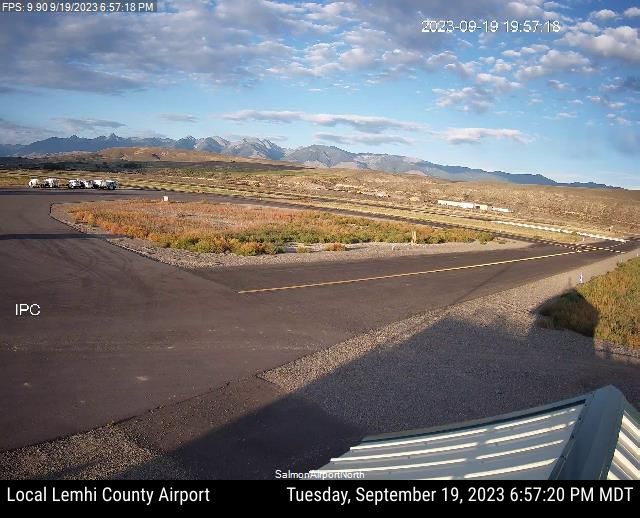 FPS: 9.90 9/19/2023 6:57:18 PM
2023-09-19 19:57:18
IPC
SalmonAirportNorth
Local Lemhi County Airport
Tuesday, September 19, 2023 6:57:20 PM MDT